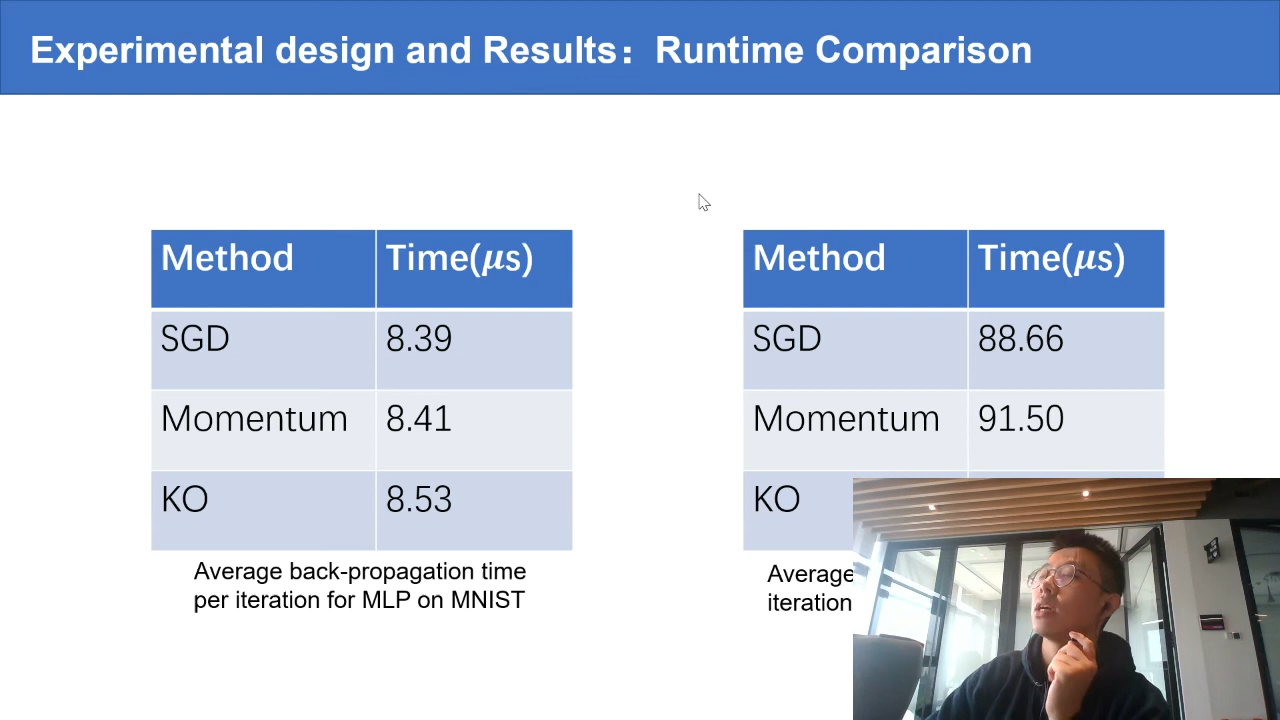 Experimental design and Results：Runtime Comparison
Method Time(μs)
SGD 8.39
Momentum 8.41
KO 8.53
Average back-propagation time
per iteration for MLP on MNIST
Method Time(μs)
SGD 88.66
Momentum 91.50
KO
Average
iteration